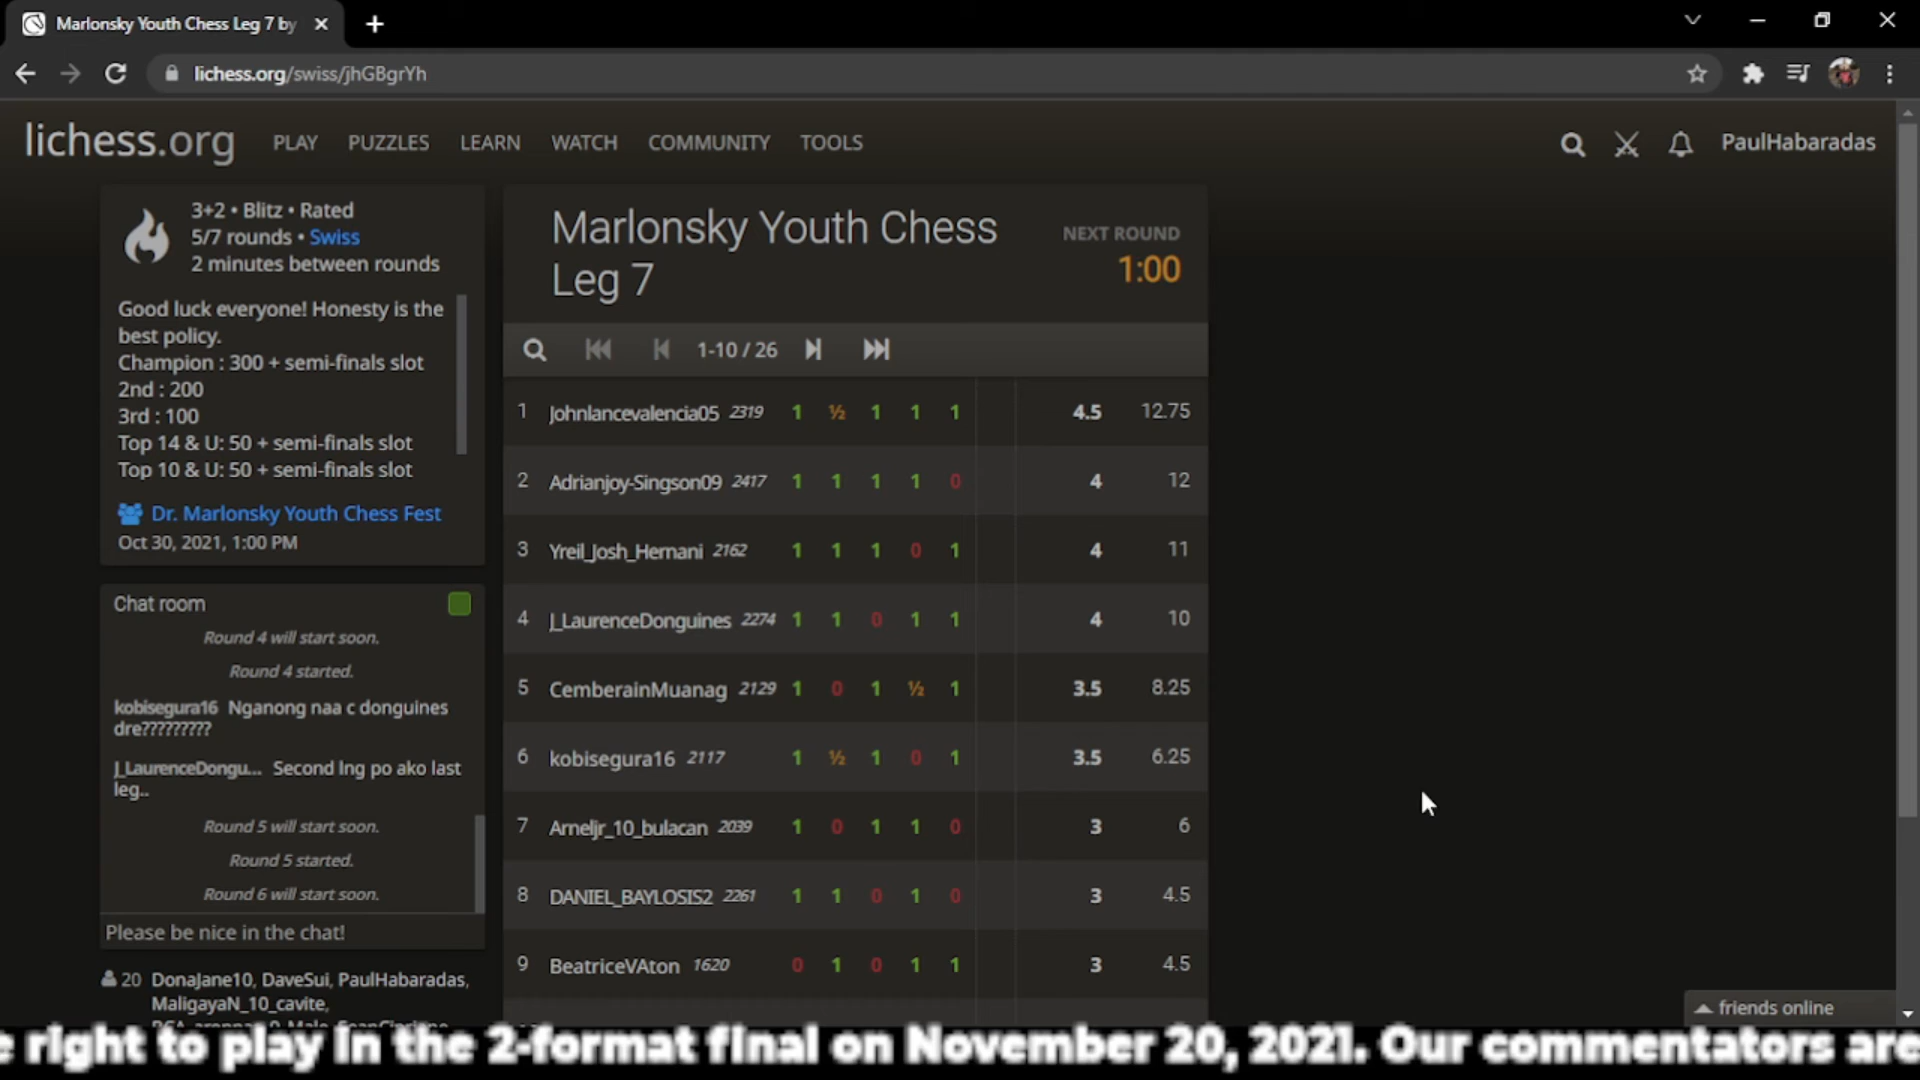 Marlonsky Youth Chess Leg 7 by
lichess.org/swiss/jhGBgrYh
lichess.org PLAY PUZZLES LEARN WATCH COMMUNITY TOOLS PaulHabaradas
3+2 • Blitz • Rated
5/7 rounds • Swiss
2 minutes between rounds
Good luck everyone! Honesty is the
best policy.
Champion : 300 + semi-finals slot
2nd : 200
3rd : 100
Top 14 & U: 50 + semi-finals slot
Top 10 & U: 50 + semi-finals slot
Dr. Marlonsky Youth Chess Fest
Oct 30, 2021, 1:00 PM
Chat room
Round 4 will start soon.
Round 4 started.
kobisegura16 Nganong naa c donguines
dre?????????
J_LaurenceDongu... Second lng po ako last
leg..
Round 5 will start soon.
Round 5 started.
Round 6 will start soon.
Please be nice in the chat!
20 DonaJane10, DaveSui, PaulHabaradas,
MaligayaN_10_cavite,
Marlonsky Youth Chess
Leg 7
NEXT ROUND
1:00
1-10 / 26
1 Johnlancevalencia05 2319 1 ½ 1 1 1 4.5 12.75
2 Adrianjoy-Singson09 2417 1 1 1 1 0 4 12
3 Yreil_Josh_Hernani 2162 1 1 1 0 1 4 11
4 J_LaurenceDonguines 2274 1 1 0 1 1 4 10
5 CemberainMuanag 2129 1 0 1 ½ 1 3.5 8.25
6 kobisegura16 2117 1 ½ 1 0 1 3.5 6.25
7 Arneljr_10_bulacan 2039 1 0 1 1 0 3 6
8 DANIEL_BAYLOSIS2 2261 1 1 0 1 0 3 4.5
9 BeatriceVAton 1620 0 1 0 1 1 3 4.5
friends online
e right to play in the 2-format final on November 20, 2021. Our commentators are